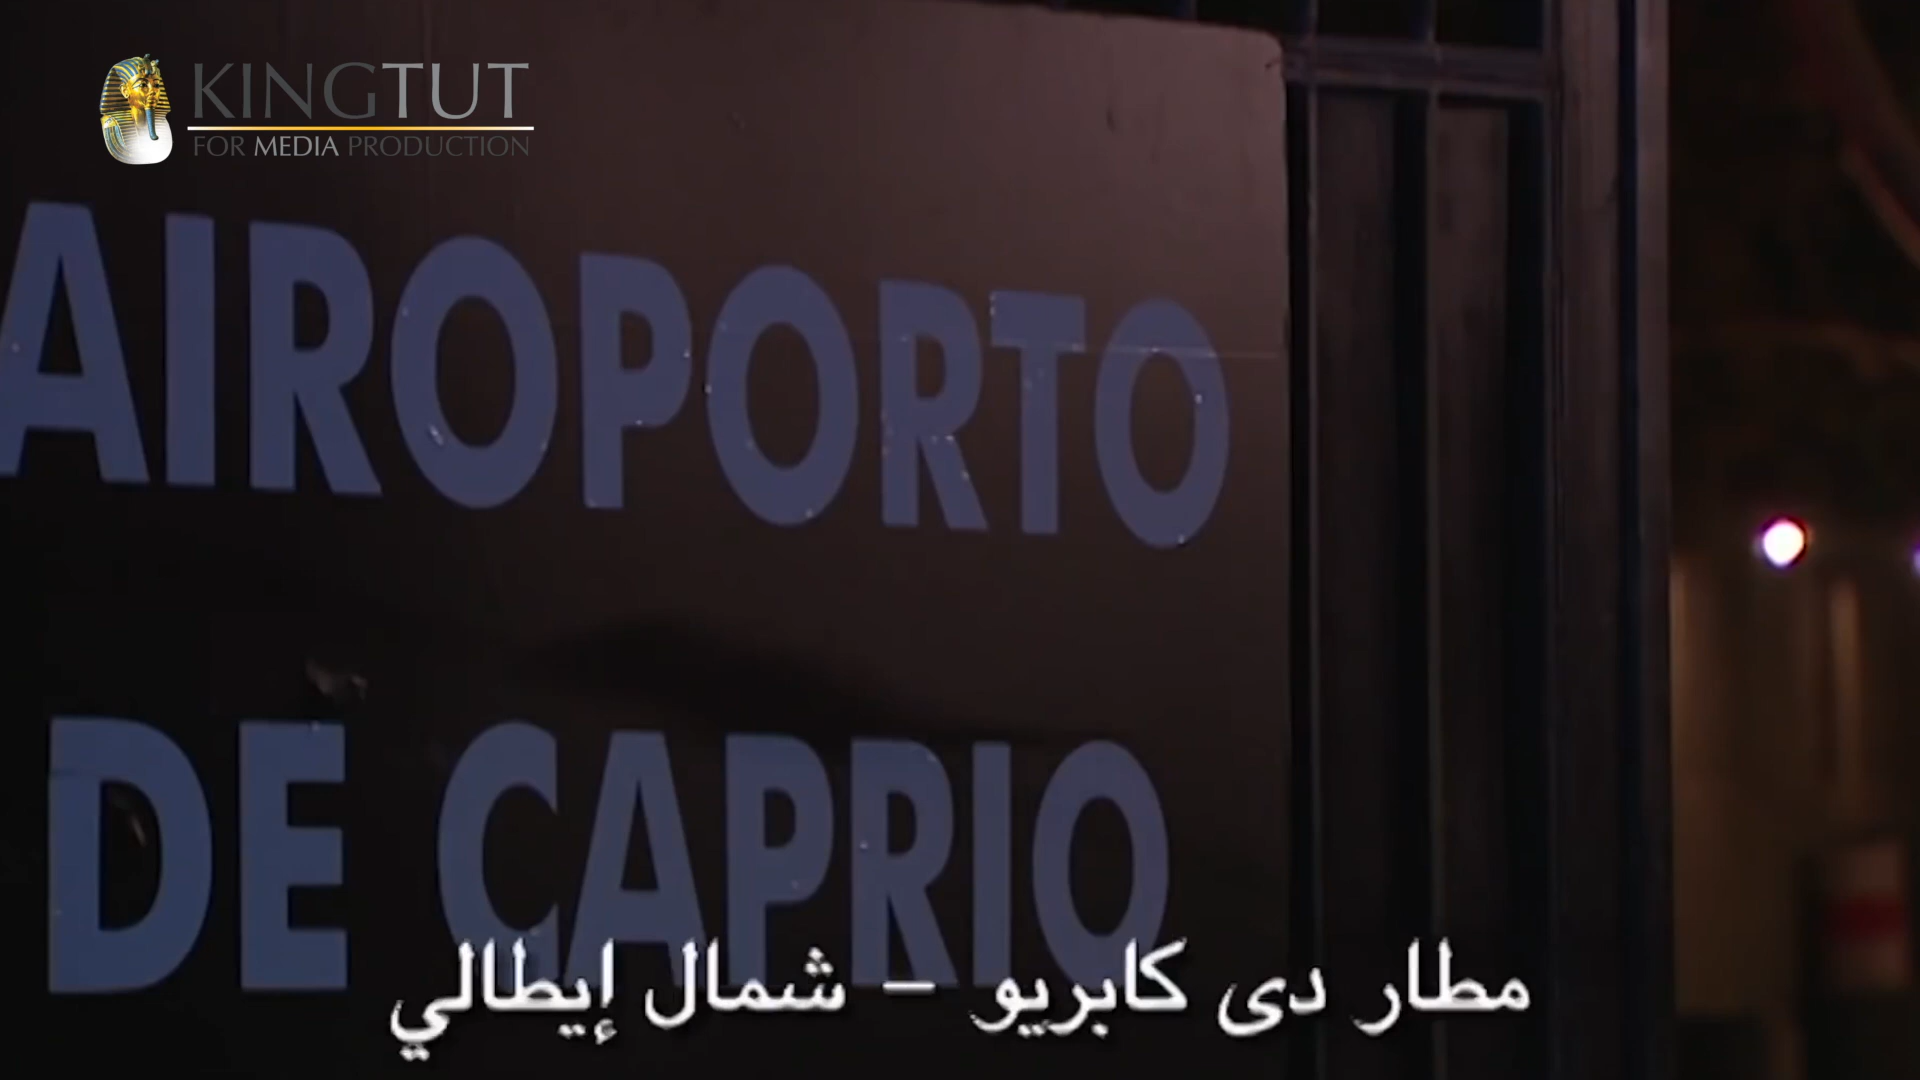 KINGTUT
FOR MEDIA PRODUCTION
AIROPORTO
DE CAPRIO
مطار دى كابريو – شمال إيطالي